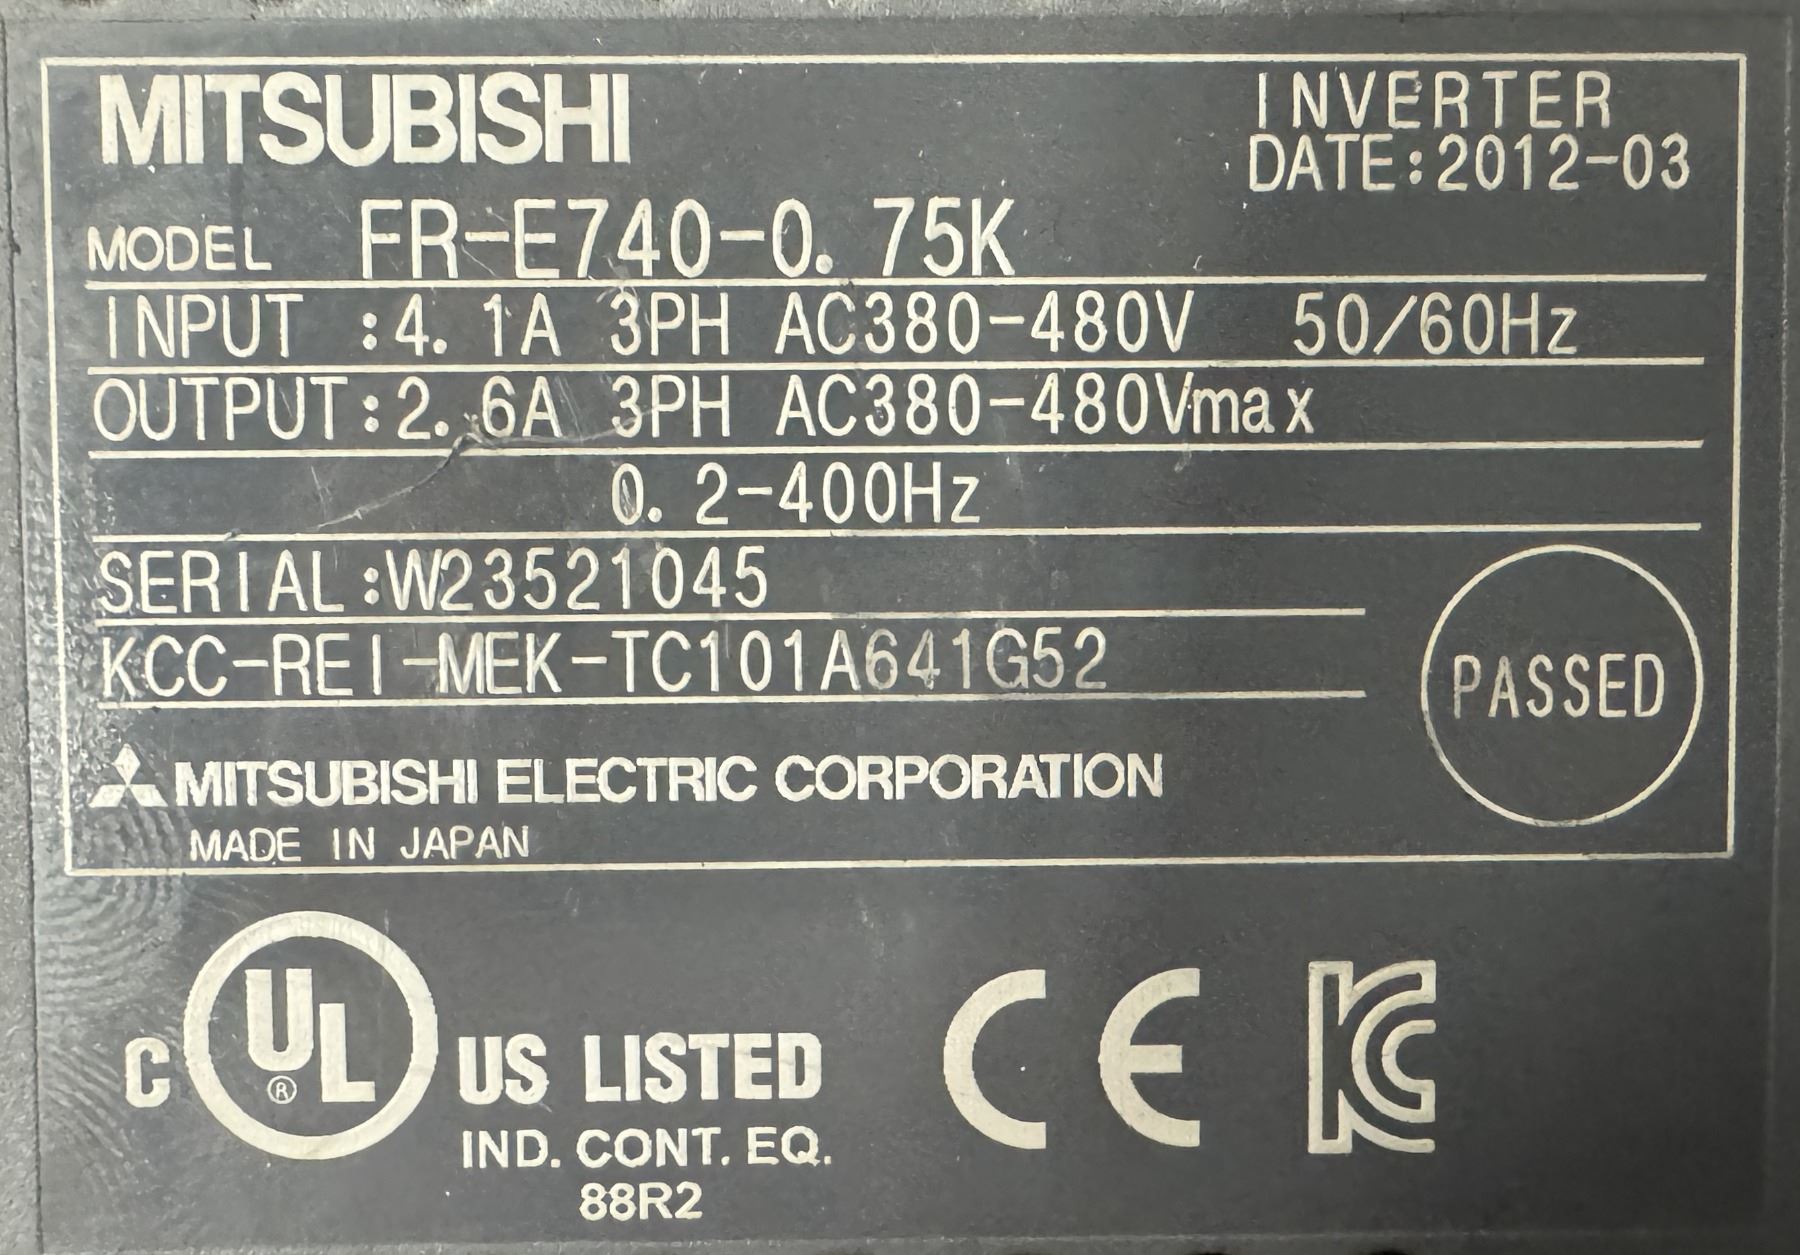 MITSUBISHI
INVERTER
DATE:2012-03
MODEL FR-E740-0.75K
INPUT :4.1A 3PH AC380-480V 50/60Hz
OUTPUT:2.6A 3PH AC380-480Vmax
0.2-400Hz
SERIAL:W23521045
KCC-REI-MEK-TC101A641G52
PASSED
MITSUBISHI ELECTRIC CORPORATION
MADE IN JAPAN
C UL® US LISTED
IND. CONT. EQ.
88R2
CE
KC